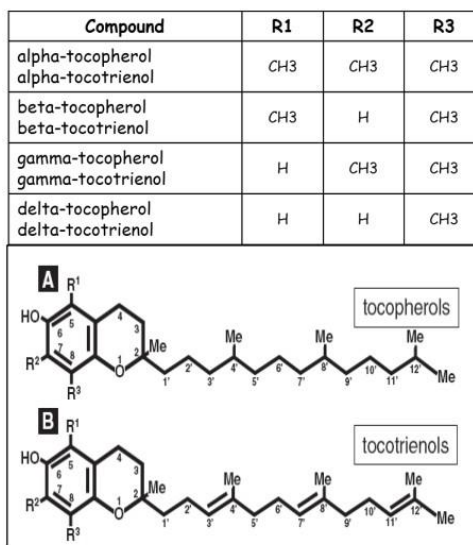 Compound R1 R2 R3
alpha-tocopherol
alpha-tocotrienol
CH3 CH3 CH3
beta-tocopherol
beta-tocotrienol
CH3 H CH3
gamma-tocopherol
gamma-tocotrienol
H CH3 CH3
delta-tocopherol
delta-tocotrienol
H H CH3
A
tocopherols
R¹
HO
5 4
6 3
7 8 1 2 Me
R² O
R³
Me Me Me
1' 2' 3' 4' 5' 6' 7' 8' 9' 10' 11' 12' Me
B
tocotrienols
R¹
HO
5 4
6 3
7 8 1 2 Me
R² O
R³
Me Me Me
1' 2' 3' 4' 5' 6' 7' 8' 9' 10' 11' 12' Me